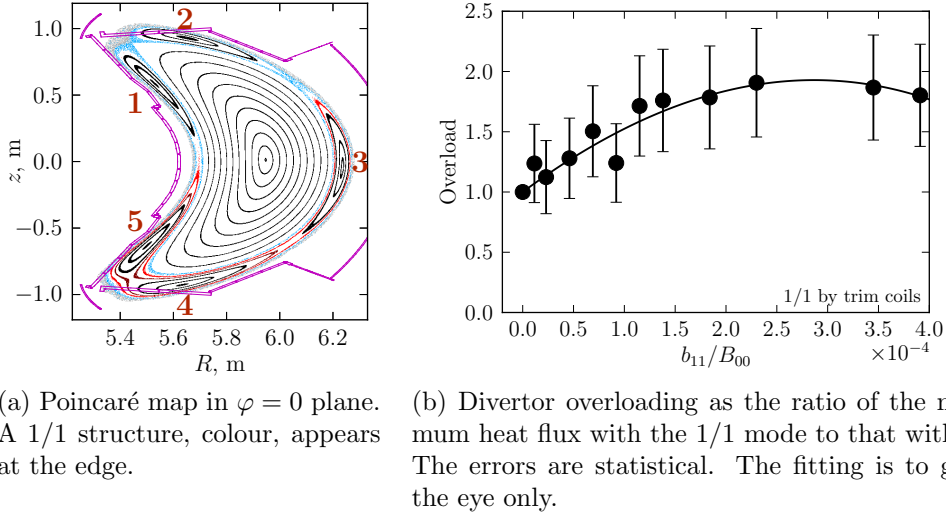 1.0
0.5
0.0
−0.5
−1.0
z, m
5.4 5.6 5.8 6.0 6.2
R, m
1
2
3
4
5
2.5
2.0
1.5
1.0
0.5
0.0
Overload
1/1 by trim coils
0.0 0.5 1.0 1.5 2.0 2.5 3.0 3.5 4.0
b₁₁/B₀₀
×10⁻⁴
(a) Poincaré map in φ = 0 plane.
A 1/1 structure, colour, appears
at the edge.
(b) Divertor overloading as the ratio of the
mum heat flux with the 1/1 mode to that
The errors are statistical. The fitting is to
the eye only.